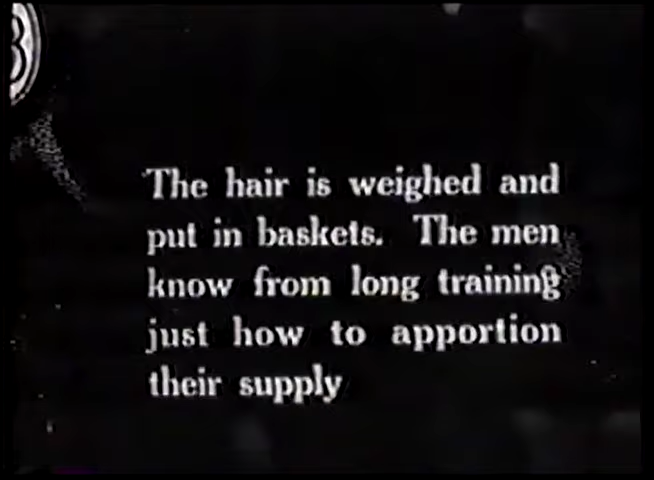 The hair is weighed and
put in baskets. The men
know from long training
just how to apportion
their supply